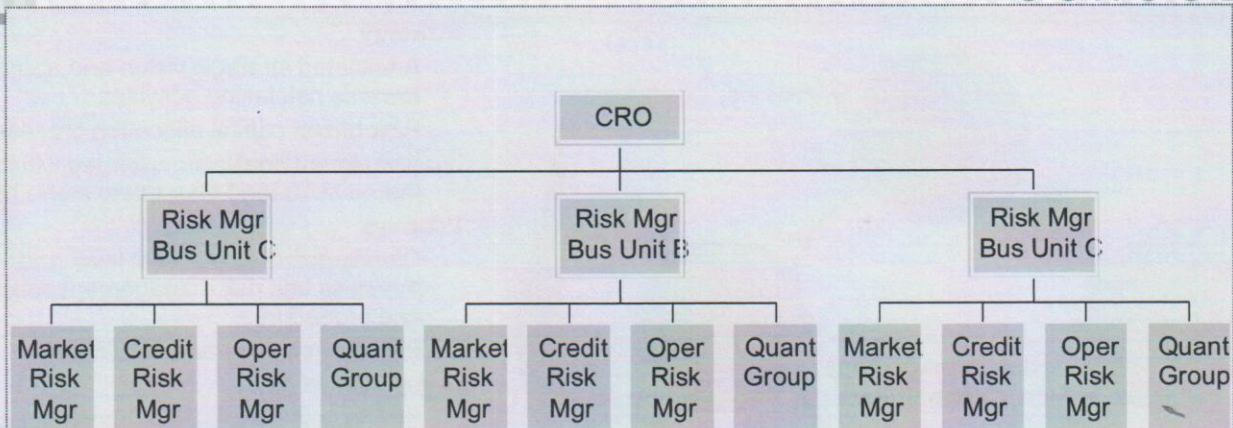 CRO
Risk Mgr
Bus Unit C
Risk Mgr
Bus Unit B
Risk Mgr
Bus Unit C
Market
Risk
Mgr
Credit
Risk
Mgr
Oper
Risk
Mgr
Quant
Group
Market
Risk
Mgr
Credit
Risk
Mgr
Oper
Risk
Mgr
Quant
Group
Market
Risk
Mgr
Credit
Risk
Mgr
Oper
Risk
Mgr
Quant
Group